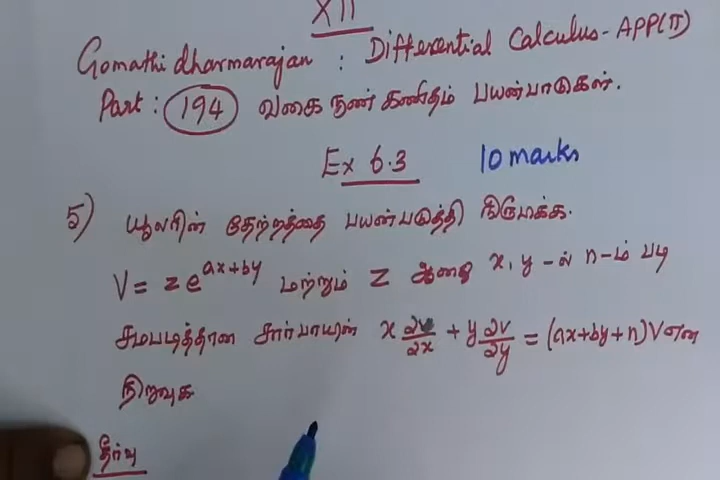 XII
Gomathi dharmarajan : Differential Calculus - APP(II)
Part : 194 வகை நுண் கணிதம் பயன்பாடுகள்.
Ex 6.3 10 marks
5) யூலரின் தேற்றத்தை பயன்படுத்தி நிரூபிக்க.
V = ze^{ax+by} மற்றும் Z ஆனது x, y - ல் n-ம் படி
சமபடித்தான சார்பாயின் x ∂v/∂x + y ∂v/∂y = (ax+by+n)V என
நிறுவுக
தீர்வு